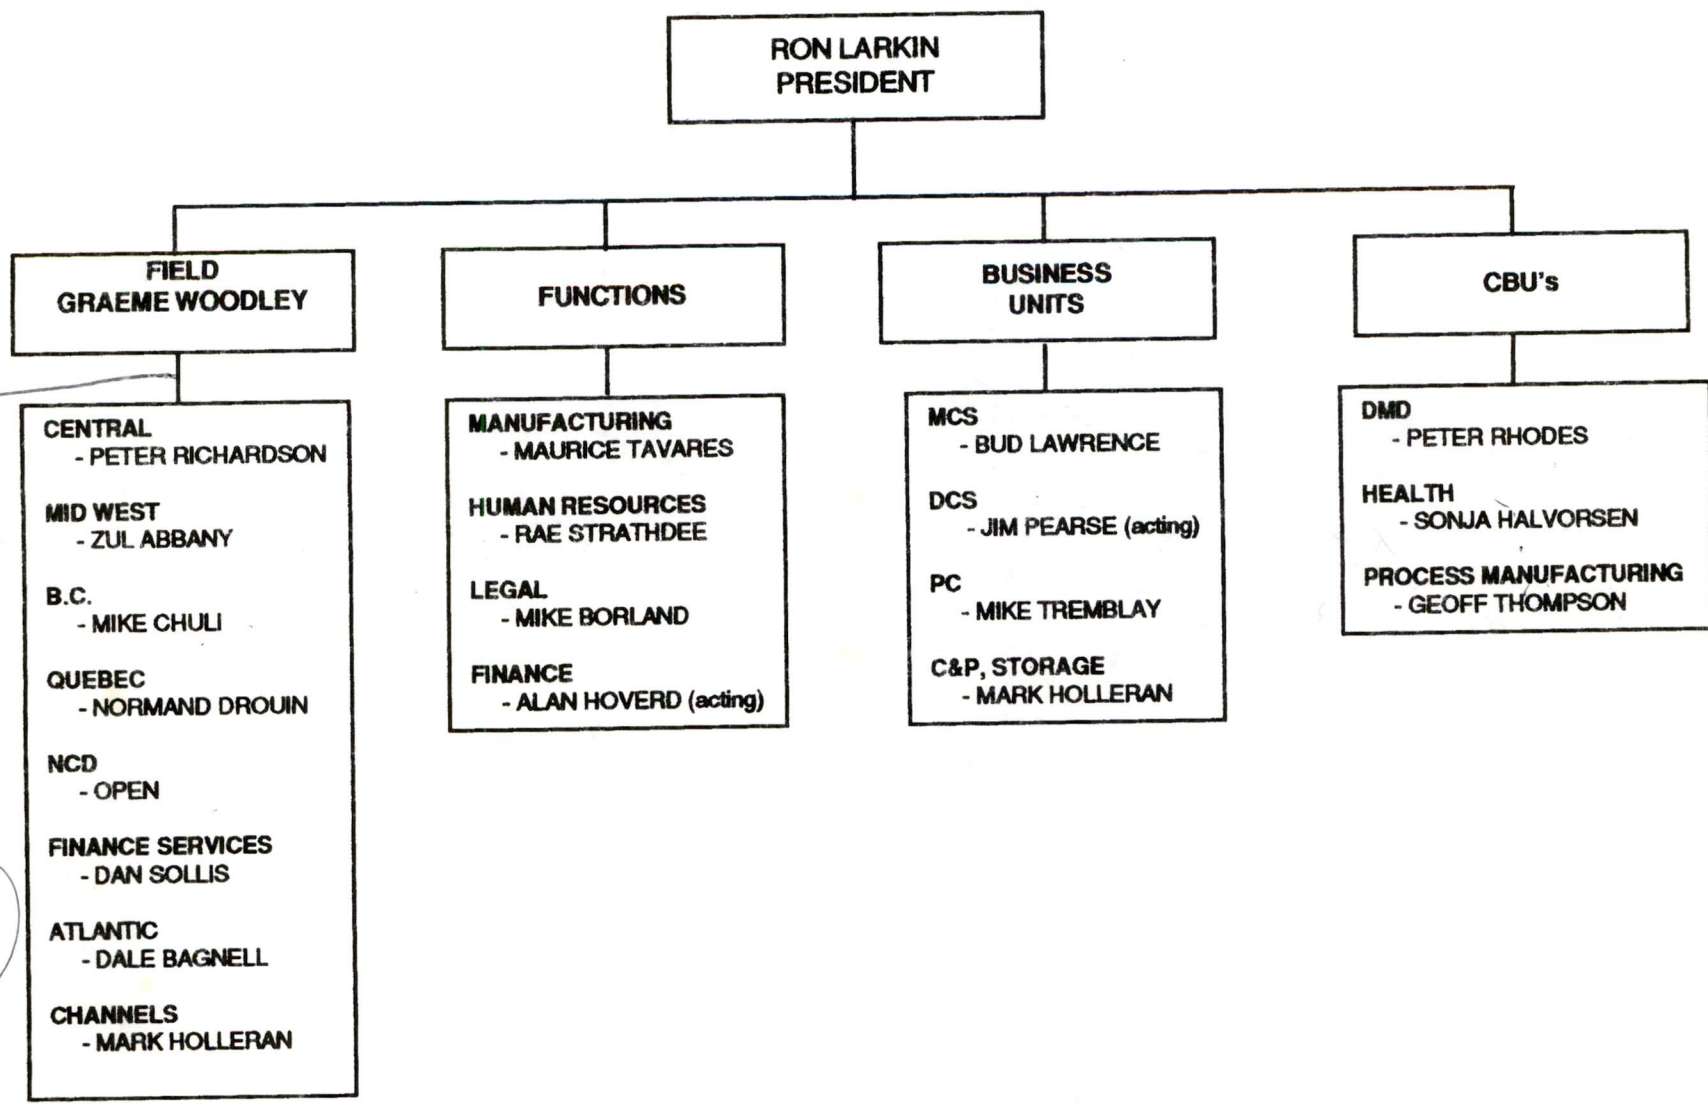 RON LARKIN
PRESIDENT
FIELD
GRAEME WOODLEY
CENTRAL
- PETER RICHARDSON
MID WEST
- ZUL ABBANY
B.C.
- MIKE CHULI
QUEBEC
- NORMAND DROUIN
NCD
- OPEN
FINANCE SERVICES
- DAN SOLLIS
ATLANTIC
- DALE BAGNELL
CHANNELS
- MARK HOLLERAN
FUNCTIONS
MANUFACTURING
- MAURICE TAVARES
HUMAN RESOURCES
- RAE STRATHDEE
LEGAL
- MIKE BORLAND
FINANCE
- ALAN HOVERD (acting)
BUSINESS
UNITS
MCS
- BUD LAWRENCE
DCS
- JIM PEARSE (acting)
PC
- MIKE TREMBLAY
C&P, STORAGE
- MARK HOLLERAN
CBU's
DMD
- PETER RHODES
HEALTH
- SONJA HALVORSEN
PROCESS MANUFACTURING
- GEOFF THOMPSON